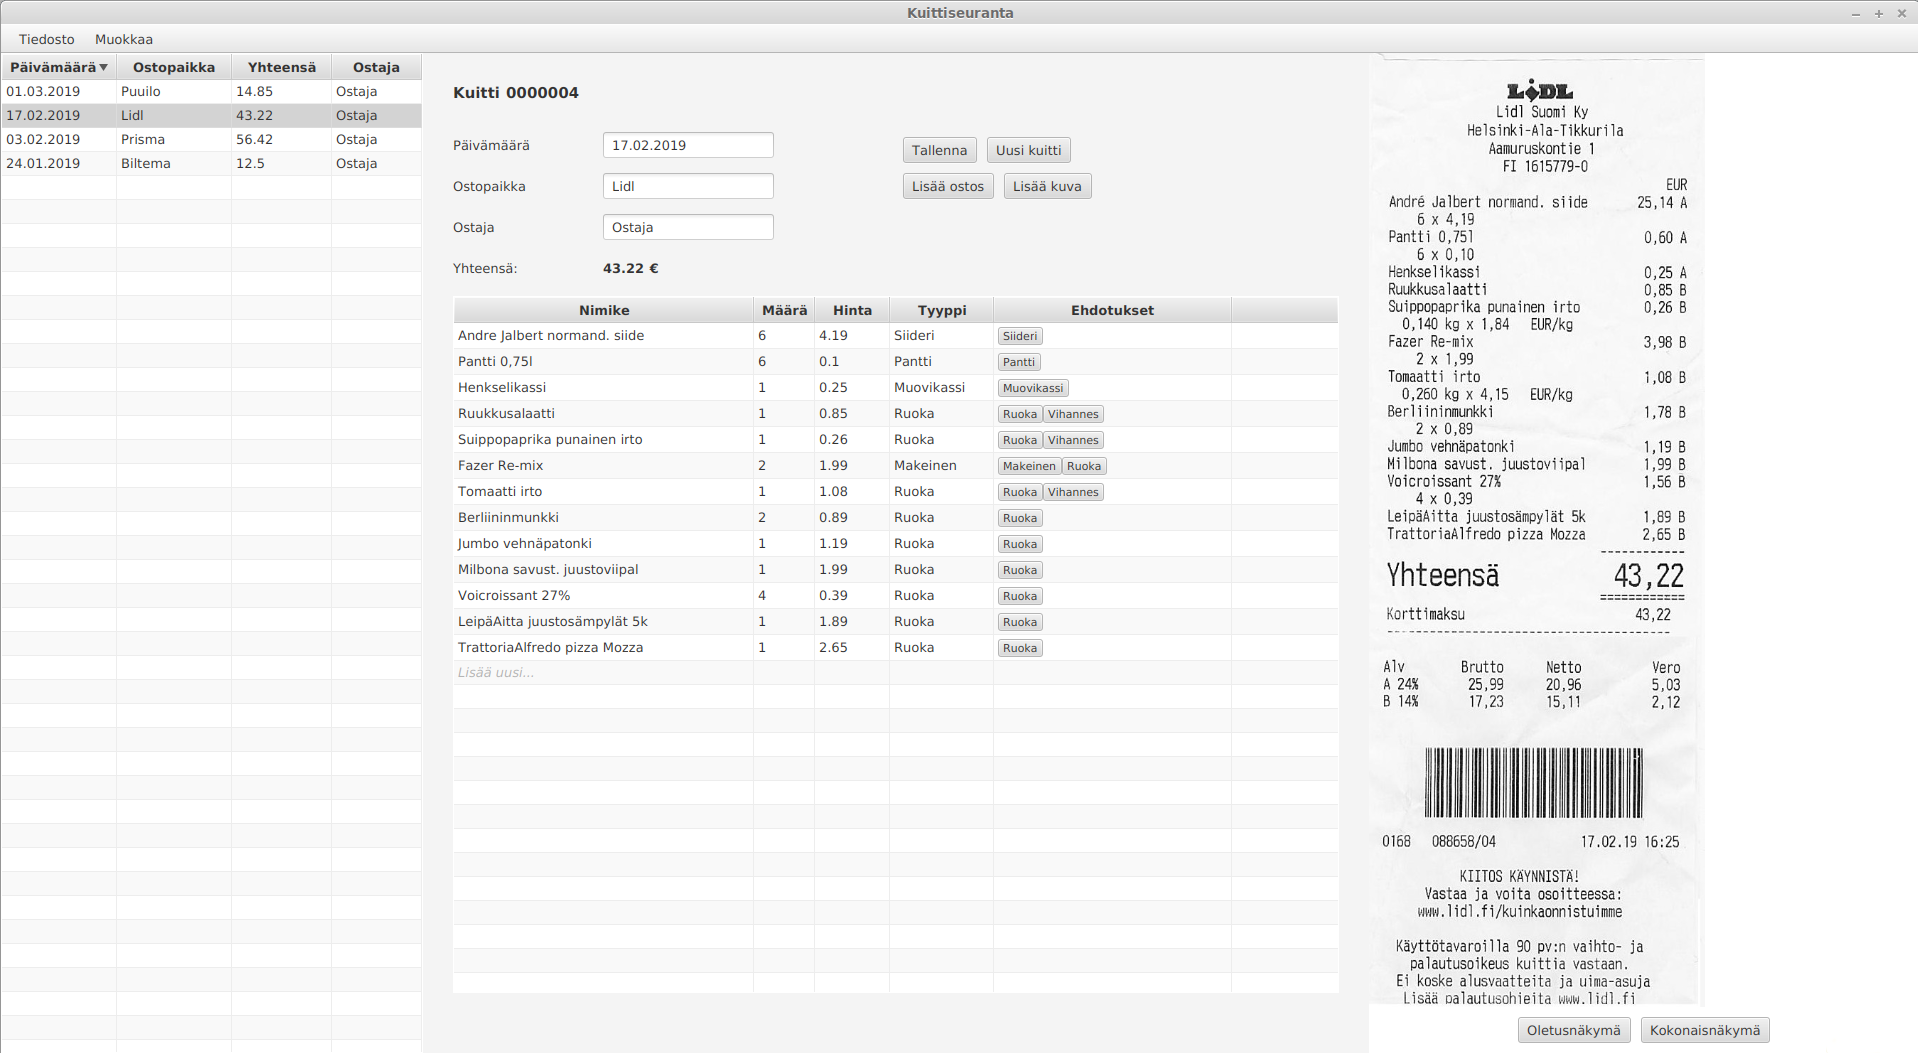 Kuittiseuranta
Tiedosto Muokkaa
Päivämäärä Ostopaikka Yhteensä Ostaja
01.03.2019 Puuilo 14.85 Ostaja
17.02.2019 Lidl 43.22 Ostaja
03.02.2019 Prisma 56.42 Ostaja
24.01.2019 Biltema 12.5 Ostaja
Kuitti 0000004
Päivämäärä 17.02.2019
Ostopaikka Lidl
Ostaja Ostaja
Yhteensä: 43.22 €
Tallenna Uusi kuitti
Lisää ostos Lisää kuva
Nimike Määrä Hinta Tyyppi Ehdotukset
Andre Jalbert normand. siide 6 4.19 Siideri Siideri
Pantti 0,75l 6 0.1 Pantti Pantti
Henkselikassi 1 0.25 Muovikassi Muovikassi
Ruukkusalaatti 1 0.85 Ruoka Ruoka Vihannes
Suippopaprika punainen irto 1 0.26 Ruoka Ruoka Vihannes
Fazer Re-mix 2 1.99 Makeinen Makeinen Ruoka
Tomaatti irto 1 1.08 Ruoka Ruoka Vihannes
Berliininmunkki 2 0.89 Ruoka Ruoka
Jumbo vehnäpatonki 1 1.19 Ruoka Ruoka
Milbona savust. juustoviipal 1 1.99 Ruoka Ruoka
Voicroissant 27% 4 0.39 Ruoka Ruoka
LeipäAitta juustosämpylät 5k 1 1.89 Ruoka Ruoka
TrattoriaAlfredo pizza Mozza 1 2.65 Ruoka Ruoka
Lisää uusi...
LiDL
Lidl Suomi Ky
Helsinki-Ala-Tikkurila
Aamuruskontie 1
FI 1615779-0
EUR
André Jalbert normand. siide 25,14 A
6 x 4,19
Pantti 0,75l 0,60 A
6 x 0,10
Henkselikassi 0,25 A
Ruukkusalaatti 0,85 B
Suippopaprika punainen irto 0,26 B
0,140 kg x 1,84 EUR/kg
Fazer Re-mix 3,98 B
2 x 1,99
Tomaatti irto 1,08 B
0,260 kg x 4,15 EUR/kg
Berliininmunkki 1,78 B
2 x 0,89
Jumbo vehnäpatonki 1,19 B
Milbona savust. juustoviipal 1,99 B
Voicroissant 27% 1,56 B
4 x 0,39
LeipäAitta juustosämpylät 5k 1,89 B
TrattoriaAlfredo pizza Mozza 2,65 B
Yhteensä 43,22
Korttimaksu 43,22
Alv Brutto Netto Vero
A 24% 25,99 20,96 5,03
B 14% 17,23 15,11 2,12
0168 088658/04 17.02.19 16:25
KIITOS KÄYNNISTÄ!
Vastaa ja voita osoitteessa:
www.lidl.fi/kuinkaonnistuimme
Käyttötavaroilla 90 pv:n vaihto- ja
palautusoikeus kuittia vastaan.
Ei koske alusvaatteita ja uima-asuja
Lisää palautusohjeita www.lidl.fi
Oletusnäkymä Kokonaisnäkymä